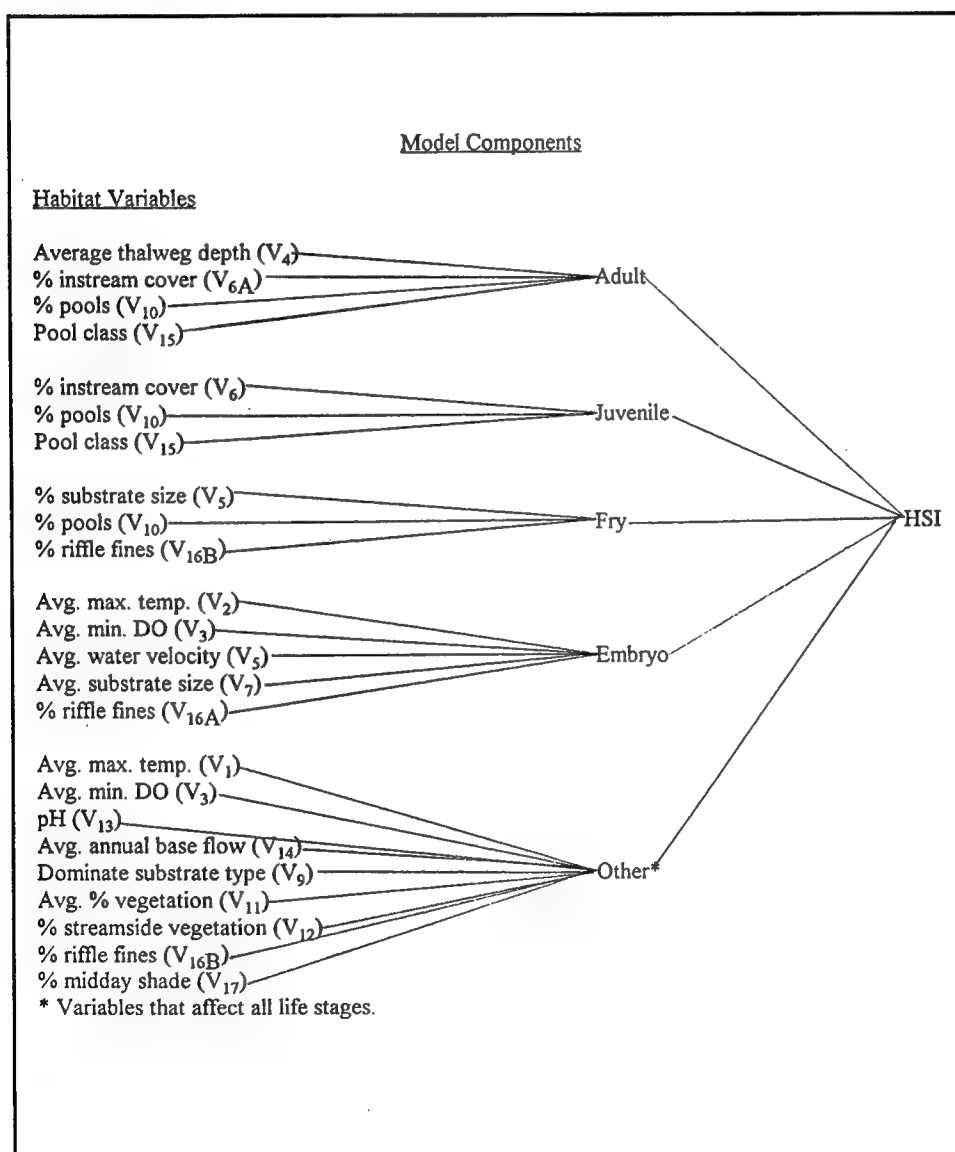 Model Components
Habitat Variables
Average thalweg depth (V4)
% instream cover (V6A)
% pools (V10)
Pool class (V15)
Adult
% instream cover (V6)
% pools (V10)
Pool class (V15)
Juvenile
% substrate size (V5)
% pools (V10)
% riffle fines (V16B)
Fry
HSI
Avg. max. temp. (V2)
Avg. min. DO (V3)
Avg. water velocity (V5)
Avg. substrate size (V7)
% riffle fines (V16A)
Embryo
Avg. max. temp. (V1)
Avg. min. DO (V3)
pH (V13)
Avg. annual base flow (V14)
Dominate substrate type (V9)
Avg. % vegetation (V11)
% streamside vegetation (V12)
% riffle fines (V16B)
% midday shade (V17)
Other*
* Variables that affect all life stages.